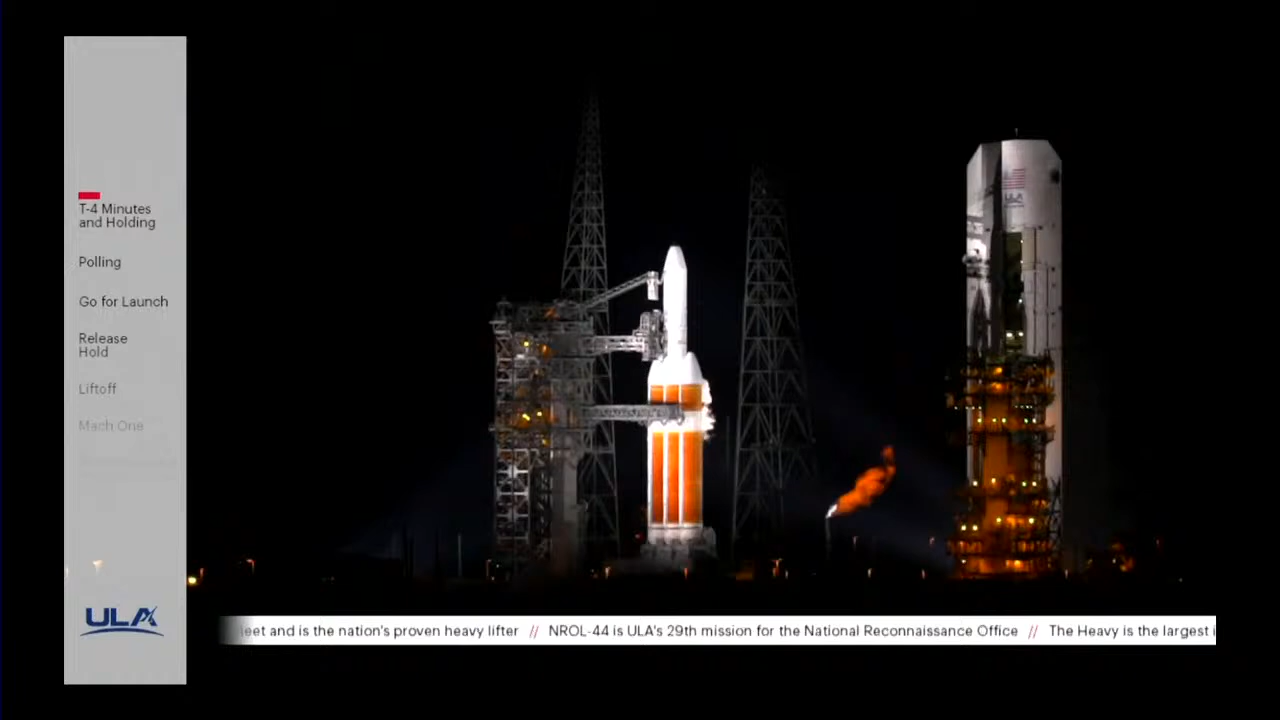 T-4 Minutes
and Holding
Polling
Go for Launch
Release
Hold
Liftoff
Mach One
ULA
ULA
and is the nation's proven heavy lifter // NROL-44 is ULA's 29th mission for the National Reconnaissance Office // The Heavy is the largest